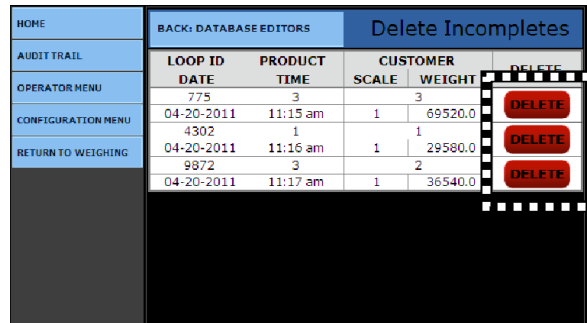 HOME
BACK: DATABASE EDITORS
Delete Incompletes
AUDIT TRAIL
OPERATOR MENU
CONFIGURATION MENU
RETURN TO WEIGHING
LOOP ID PRODUCT CUSTOMER DELETE
DATE TIME SCALE WEIGHT
775 3 3 DELETE
04-20-2011 11:15 am 1 69520.0
4302 1 1 DELETE
04-20-2011 11:16 am 1 29580.0
9872 3 2 DELETE
04-20-2011 11:17 am 1 36540.0